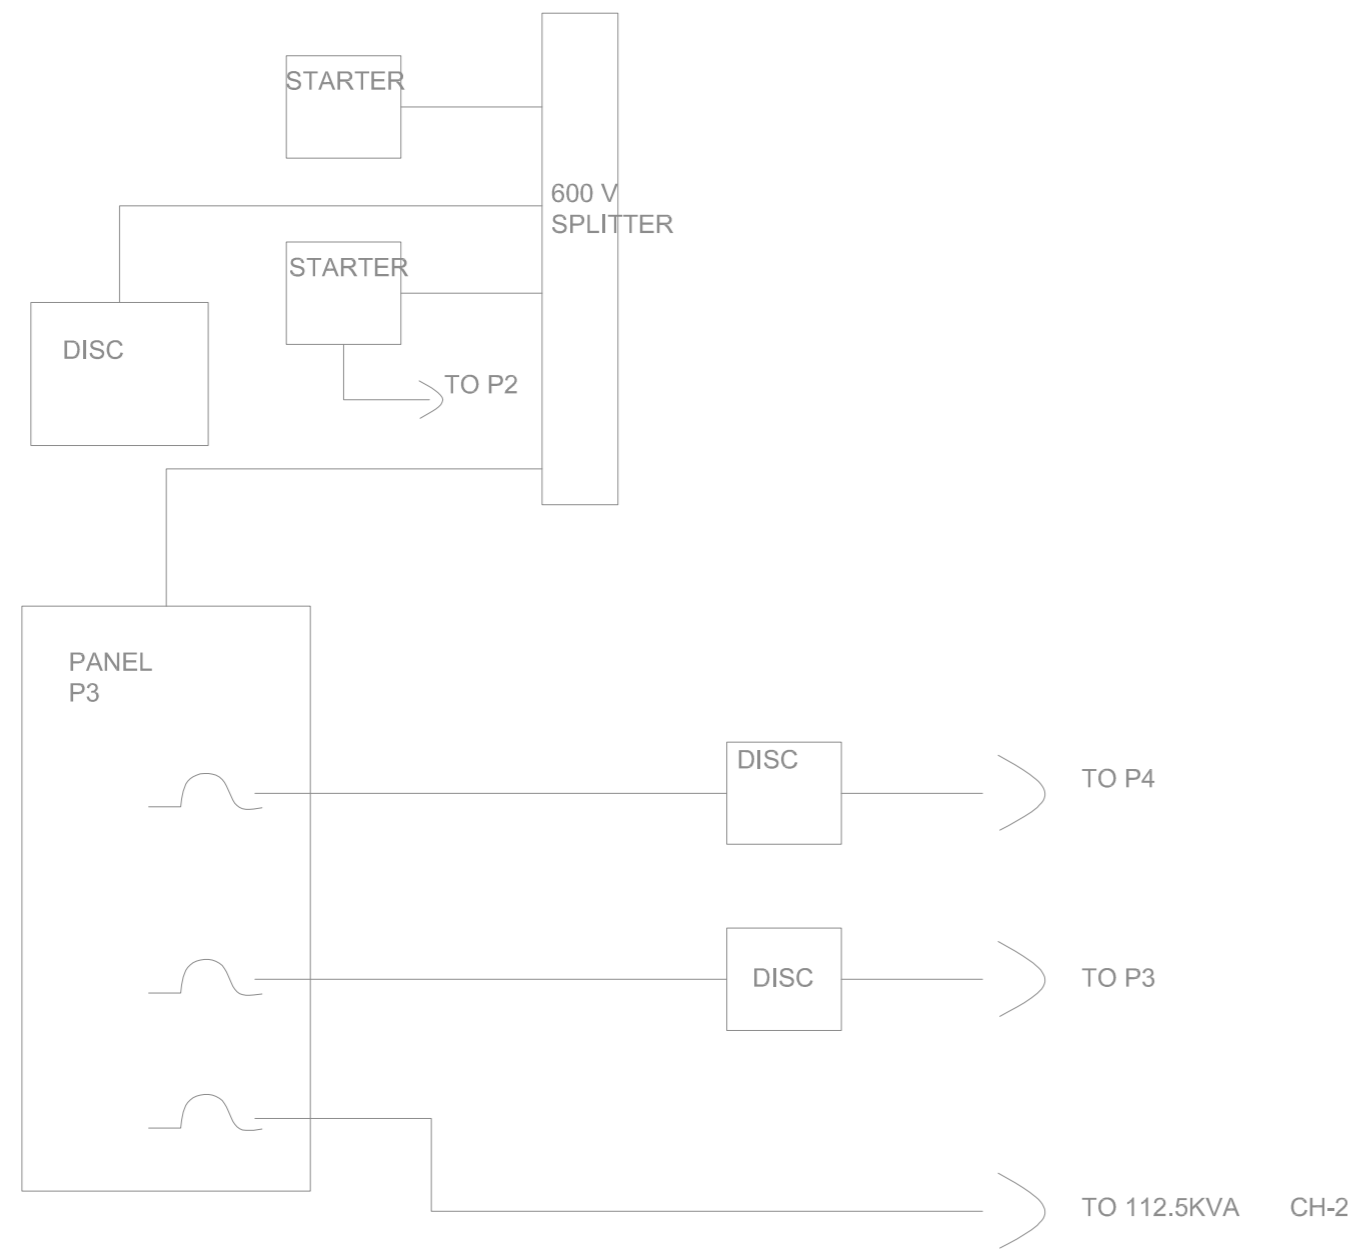 STARTER
600 V
SPLITTER
STARTER
DISC
TO P2
PANEL
P3
DISC
TO P4
DISC
TO P3
TO 112.5KVA CH-2